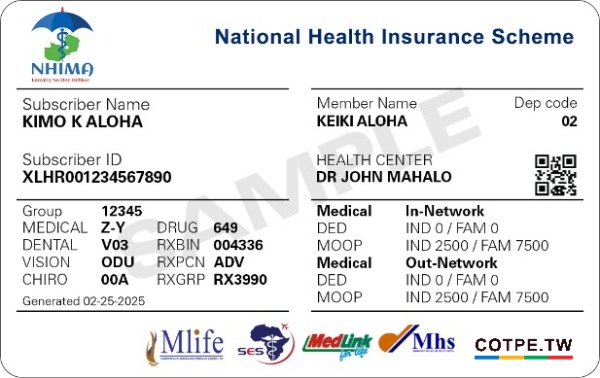 NHIMA
Leaving No One Behind
National Health Insurance Scheme
Subscriber Name
KIMO K ALOHA
Member Name Dep code
KEIKI ALOHA 02
Subscriber ID
XLHR001234567890
HEALTH CENTER
DR JOHN MAHALO
SAMPLE
Group 12345
MEDICAL Z-Y DRUG 649
DENTAL V03 RXBIN 004336
VISION ODU RXPCN ADV
CHIRO 00A RXGRP RX3990
Generated 02-25-2025
Medical In-Network
DED IND 0 / FAM 0
MOOP IND 2500 / FAM 7500
Medical Out-Network
DED IND 0 / FAM 0
MOOP IND 2500 / FAM 7500
Mlife
SES
MedLink
for life
Mhs
COTPE.TW